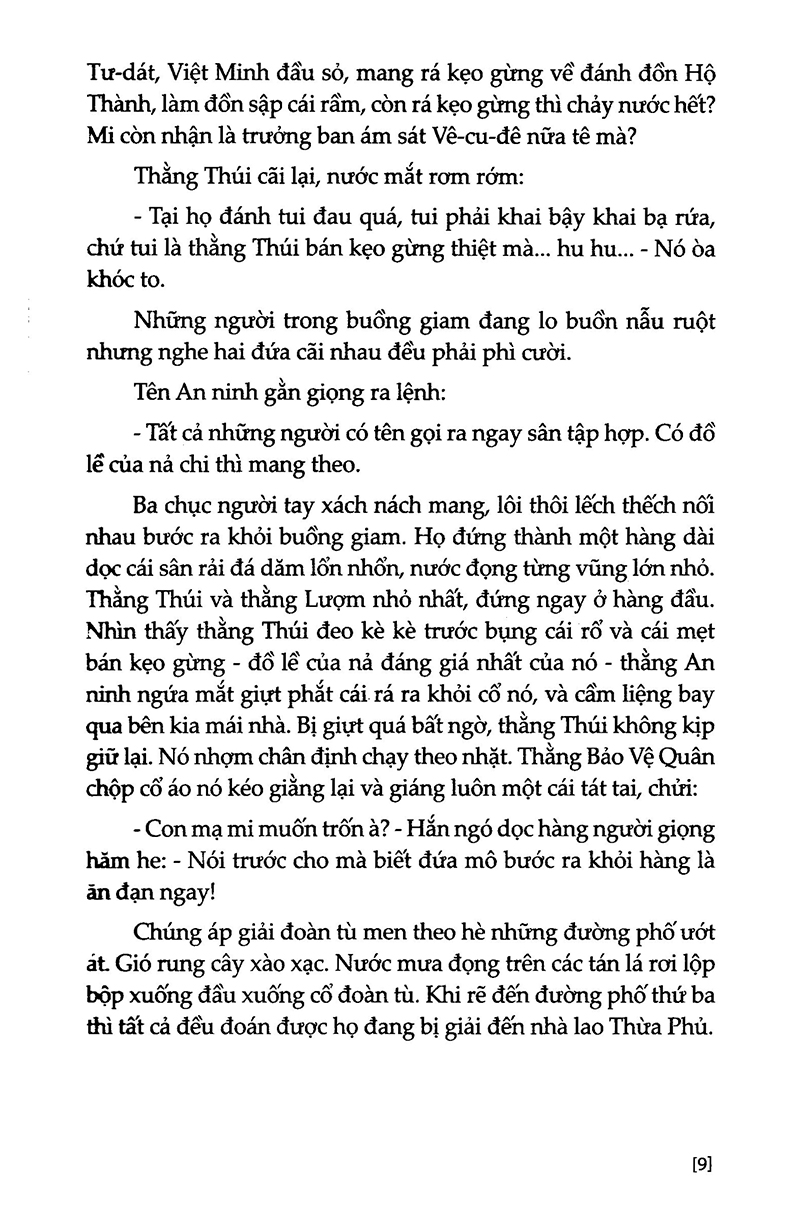 Tư-dát, Việt Minh đầu sỏ, mang rá kẹo gừng về đánh đồn Hộ
Thành, làm đồn sập cái rầm, còn rá kẹo gừng thì chảy nước hết?
Mi còn nhận là trưởng ban ám sát Vê-cu-đê nữa tê mà?
Thằng Thúi cãi lại, nước mắt rơm rớm:
- Tại họ đánh tui đau quá, tui phải khai bậy khai bạ rứa,
chứ tui là thằng Thúi bán kẹo gừng thiệt mà... hu hu... - Nó òa
khóc to.
Những người trong buồng giam đang lo buồn nẫu ruột
nhưng nghe hai đứa cãi nhau đều phải phì cười.
Tên An ninh gằn giọng ra lệnh:
- Tất cả những người có tên gọi ra ngay sân tập hợp. Có đồ
lề của nả chi thì mang theo.
Ba chục người tay xách nách mang, lôi thôi lếch thếch nối
nhau bước ra khỏi buồng giam. Họ đứng thành một hàng dài
dọc cái sân rải đá dăm lổn nhổn, nước đọng từng vũng lớn nhỏ.
Thằng Thúi và thằng Lượm nhỏ nhất, đứng ngay ở hàng đầu.
Nhìn thấy thằng Thúi đeo kè kè trước bụng cái rổ và cái mẹt
bán kẹo gừng - đồ lề của nả đáng giá nhất của nó - thằng An
ninh ngứa mắt giựt phắt cái rá ra khỏi cổ nó, và cầm liệng bay
qua bên kia mái nhà. Bị giựt quá bất ngờ, thằng Thúi không kịp
giữ lại. Nó nhợm chân định chạy theo nhặt. Thằng Bảo Vệ Quân
chộp cổ áo nó kéo giằng lại và giáng luôn một cái tát tai, chửi:
- Con mạ mi muốn trốn à? - Hắn ngó dọc hàng người giọng
hăm he: - Nói trước cho mà biết đứa mô bước ra khỏi hàng là
ăn đạn ngay!
Chúng áp giải đoàn tù men theo hè những đường phố ướt
át. Gió rung cây xào xạc. Nước mưa đọng trên các tán lá rơi lộp
bộp xuống đầu xuống cổ đoàn tù. Khi rẽ đến đường phố thứ ba
thì tất cả đều đoán được họ đang bị giải đến nhà lao Thừa Phủ.
[9]